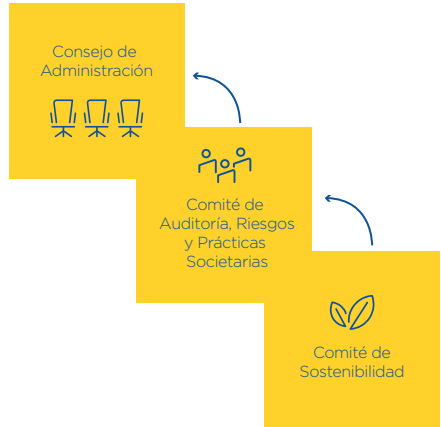 Consejo de
Administración
Comité de
Auditoría, Riesgos
y Prácticas
Societarias
Comité de
Sostenibilidad